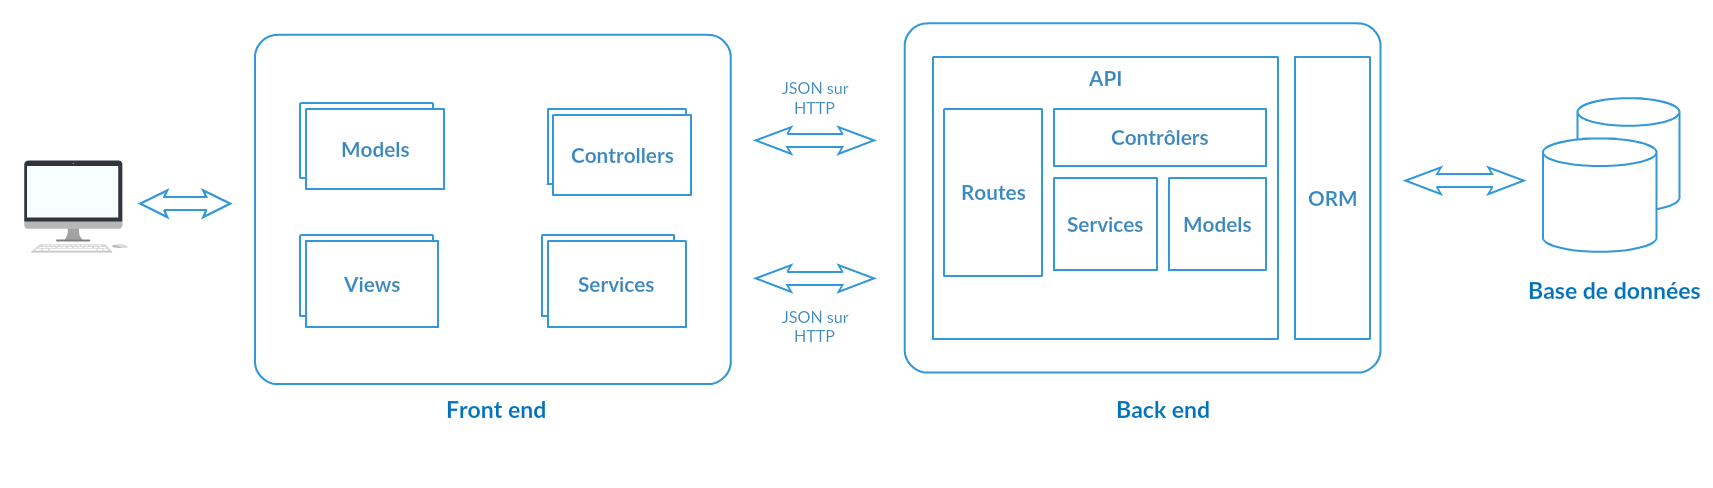 Models
Controllers
Views
Services
Front end
JSON sur
HTTP
JSON sur
HTTP
API
Routes
Contrôlers
Services
Models
ORM
Back end
Base de données